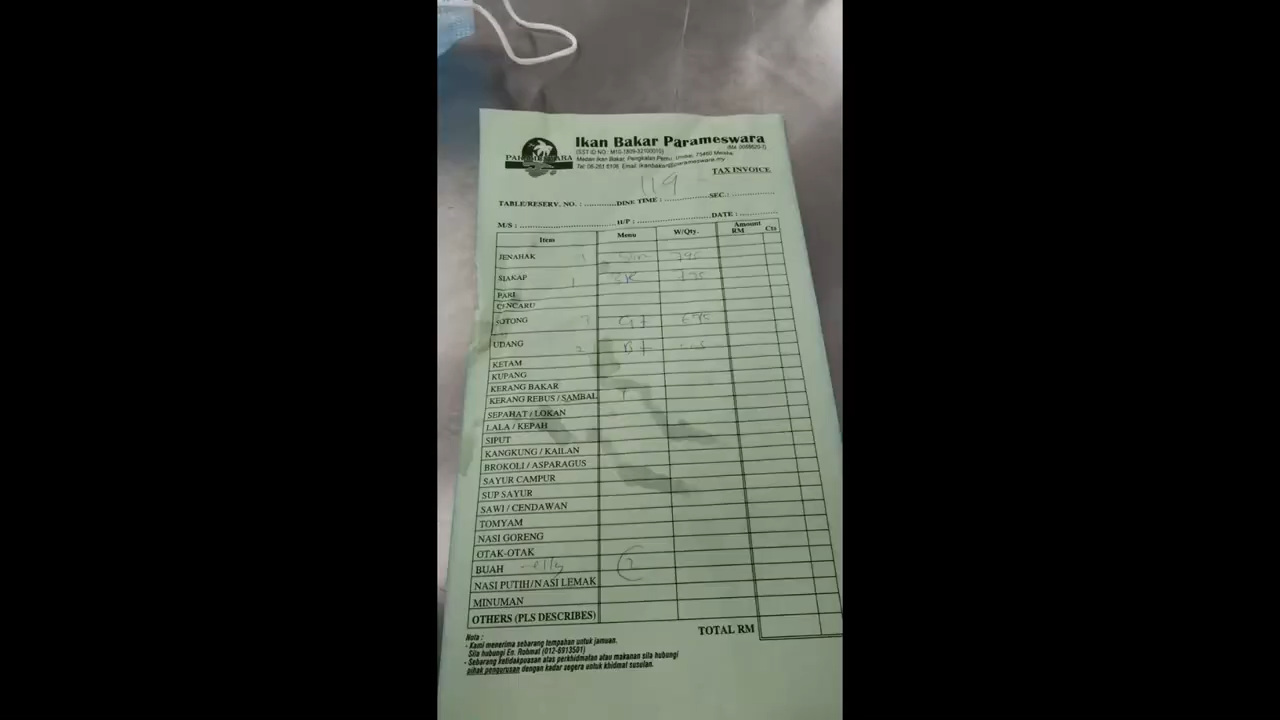 Ikan Bakar Parameswara
(SST ID NO : M10-1809-32100010)
Medan Ikan Bakar, Pengkalan Pernu, Umbai, 75460 Melaka.
Tel: 06-261 6106 Email: ikanbakar@parameswara.my
TAX INVOICE
119
TABLE/RESERV. NO. : DINE TIME : SEC :
M/S : H/P : DATE :
Item Menu W/Qty. Amount RM Cts
JENAHAK
SIAKAP 1
PARI
CENCARU
SOTONG
UDANG 2
KETAM
KUPANG
KERANG BAKAR
KERANG REBUS / SAMBAL
SEPAHAT / LOKAN
LALA / KEPAH
SIPUT
KANGKUNG / KAILAN
BROKOLI / ASPARAGUS
SAYUR CAMPUR
SUP SAYUR
SAWI / CENDAWAN
TOMYAM
NASI GORENG
OTAK-OTAK
BUAH
NASI PUTIH/NASI LEMAK
MINUMAN
OTHERS (PLS DESCRIBES)
TOTAL RM
Nota :
- Kami menerima sebarang tempahan untuk jamuan.
Sila hubungi En. Rohmat (012-6913501)
- Sebarang ketidakpuasan atas perkhidmatan atau makanan sila hubungi
pihak pengurusan dengan kadar segera untuk khidmat susulan.